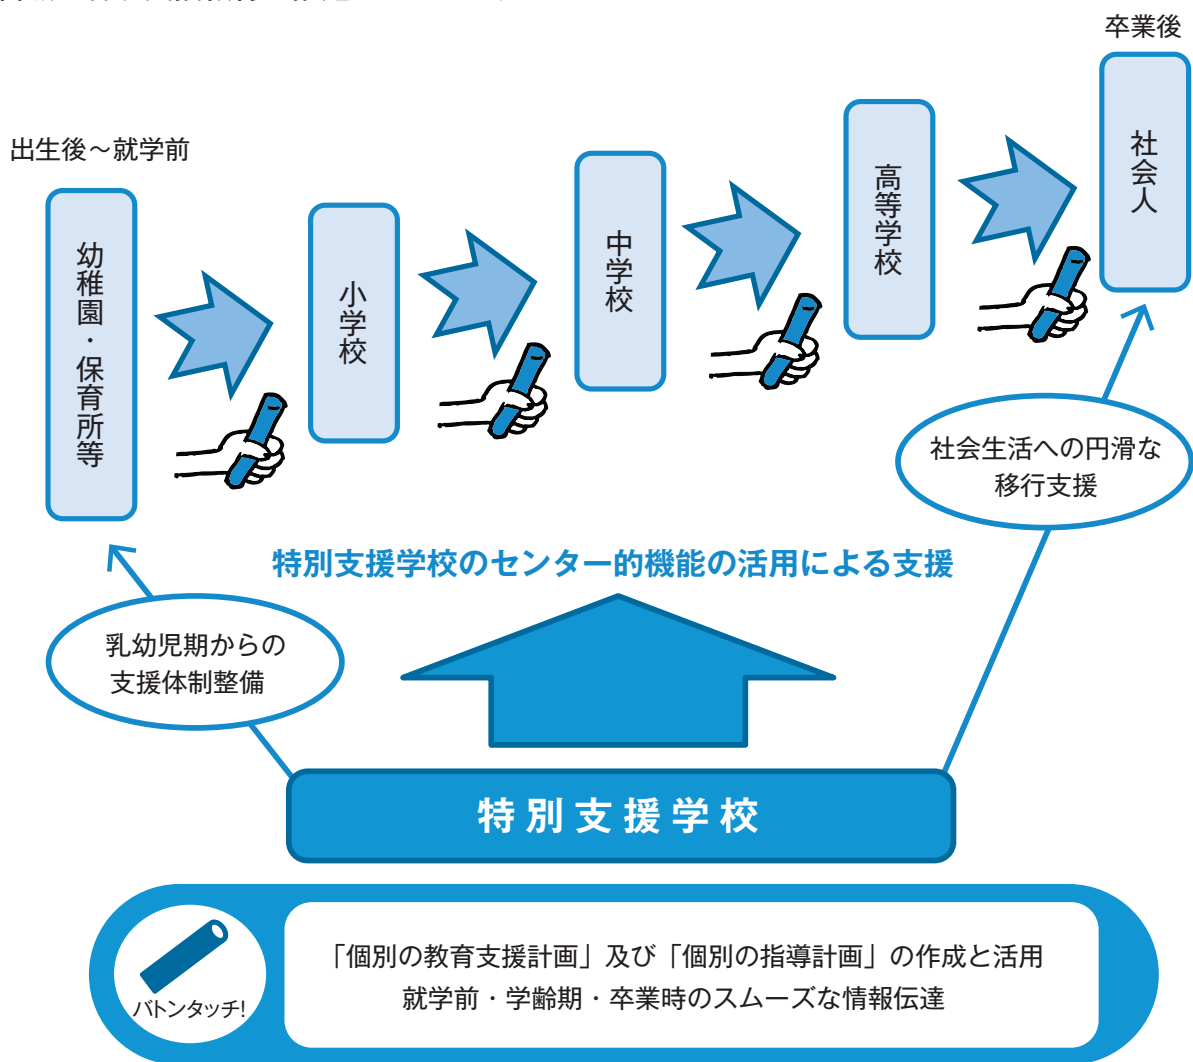 卒業後
出生後〜就学前
幼稚園・保育所等
小学校
中学校
高等学校
社会人
社会生活への円滑な
移行支援
特別支援学校のセンター的機能の活用による支援
乳幼児期からの
支援体制整備
特別支援学校
バトンタッチ!
「個別の教育支援計画」及び「個別の指導計画」の作成と活用
就学前・学齢期・卒業時のスムーズな情報伝達